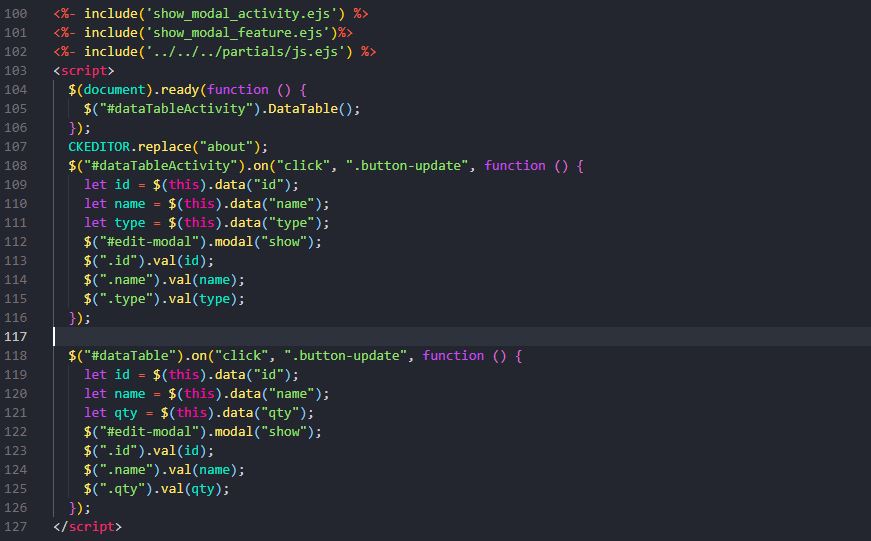 100 <%- include('show_modal_activity.ejs') %>
101 <%- include('show_modal_feature.ejs')%>
102 <%- include('../../../partials/js.ejs') %>
103 <script>
104   $(document).ready(function () {
105     $("#dataTableActivity").DataTable();
106   });
107   CKEDITOR.replace("about");
108   $("#dataTableActivity").on("click", ".button-update", function () {
109     let id = $(this).data("id");
110     let name = $(this).data("name");
111     let type = $(this).data("type");
112     $("#edit-modal").modal("show");
113     $(".id").val(id);
114     $(".name").val(name);
115     $(".type").val(type);
116   });
117
118   $("#dataTable").on("click", ".button-update", function () {
119     let id = $(this).data("id");
120     let name = $(this).data("name");
121     let qty = $(this).data("qty");
122     $("#edit-modal").modal("show");
123     $(".id").val(id);
124     $(".name").val(name);
125     $(".qty").val(qty);
126   });
127 </script>